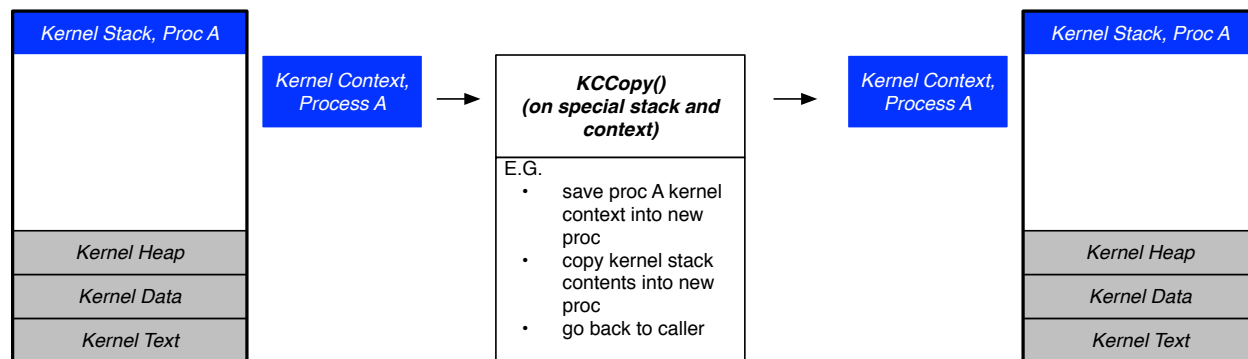 Kernel Stack, Proc A
Kernel Heap
Kernel Data
Kernel Text
Kernel Context,
Process A
KCCopy()
(on special stack and
context)
E.G.
• save proc A kernel
context into new
proc
• copy kernel stack
contents into new
proc
• go back to caller
Kernel Context,
Process A
Kernel Stack, Proc A
Kernel Heap
Kernel Data
Kernel Text